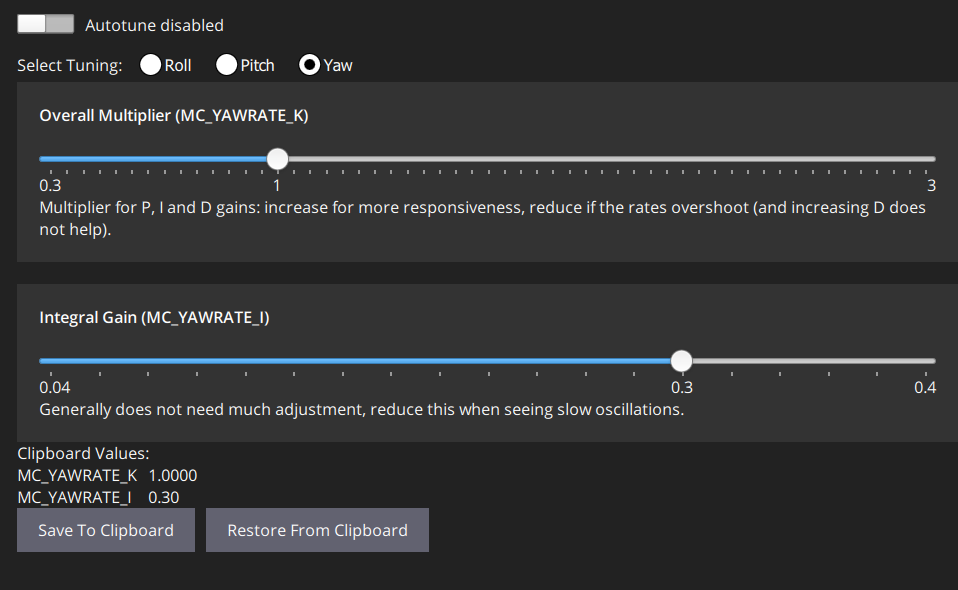 Autotune disabled
Select Tuning: Roll Pitch Yaw
Overall Multiplier (MC_YAWRATE_K)
0.3 1 3
Multiplier for P, I and D gains: increase for more responsiveness, reduce if the rates overshoot (and increasing D does
not help).
Integral Gain (MC_YAWRATE_I)
0.04 0.3 0.4
Generally does not need much adjustment, reduce this when seeing slow oscillations.
Clipboard Values:
MC_YAWRATE_K 1.0000
MC_YAWRATE_I 0.30
Save To Clipboard Restore From Clipboard